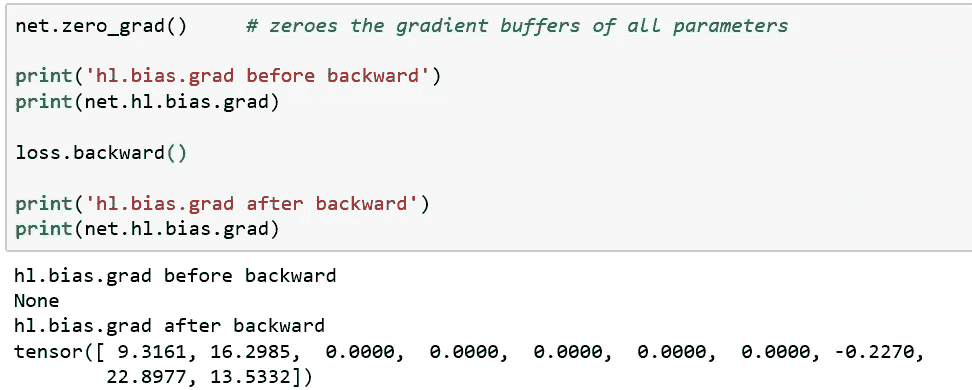 net.zero_grad()     # zeroes the gradient buffers of all parameters
print('hl.bias.grad before backward')
print(net.hl.bias.grad)
loss.backward()
print('hl.bias.grad after backward')
print(net.hl.bias.grad)
hl.bias.grad before backward
None
hl.bias.grad after backward
tensor([ 9.3161, 16.2985,  0.0000,  0.0000,  0.0000,  0.0000,  0.0000, -0.2270,
        22.8977, 13.5332])